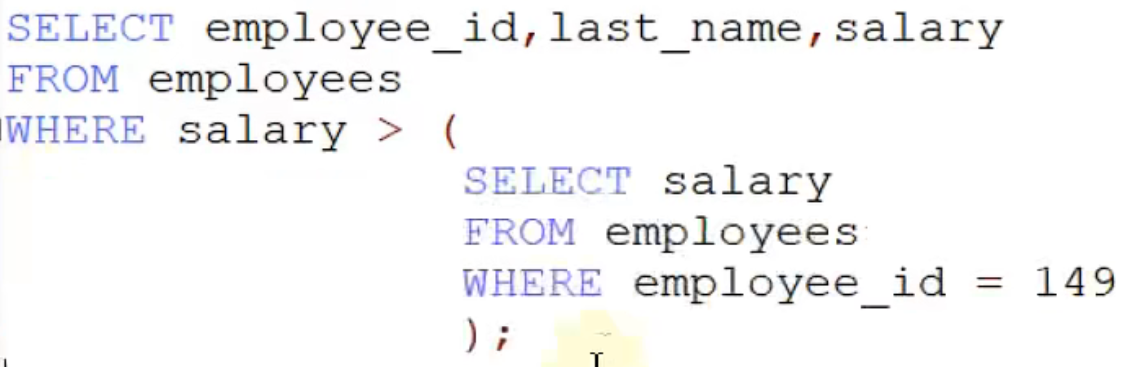 SELECT employee_id,last_name,salary
FROM employees
WHERE salary > (
SELECT salary
FROM employees
WHERE employee_id = 149
);